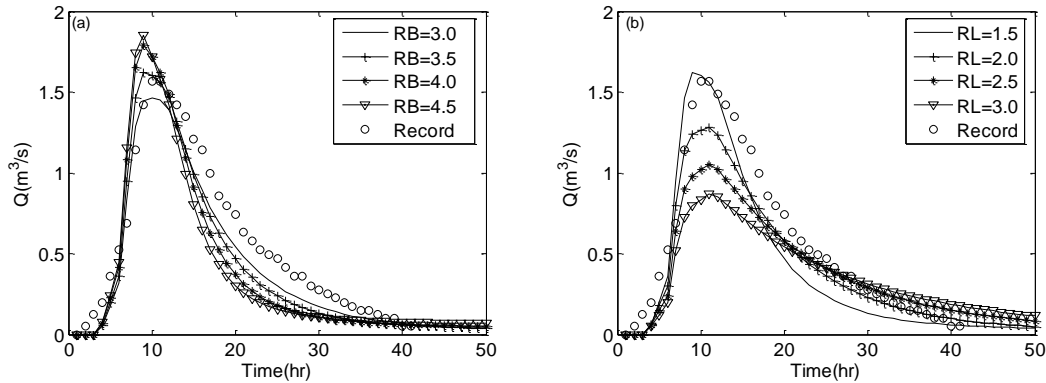 (a)
RB=3.0
RB=3.5
RB=4.0
RB=4.5
Record
2
1.5
1
0.5
0
Q(m³/s)
0 10 20 30 40 50
Time(hr)
(b)
RL=1.5
RL=2.0
RL=2.5
RL=3.0
Record
2
1.5
1
0.5
0
Q(m³/s)
0 10 20 30 40 50
Time(hr)